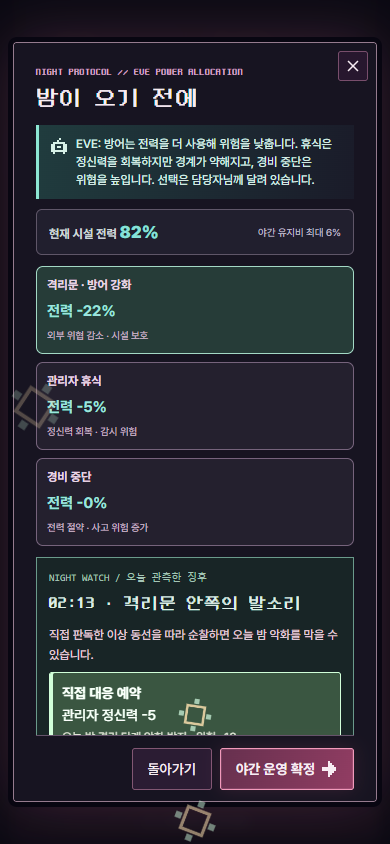 NIGHT PROTOCOL // EVE POWER ALLOCATION
밤이 오기 전에
EVE: 방어는 전력을 더 사용해 위험을 낮춥니다. 휴식은
정신력을 회복하지만 경계가 약해지고, 경비 중단은
위험을 높입니다. 선택은 담당자님께 달려 있습니다.
현재 시설 전력 82% 야간 유지비 최대 6%
격리문 · 방어 강화
전력 -22%
외부 위협 감소 · 시설 보호
관리자 휴식
전력 -5%
정신력 회복 · 감시 위험
경비 중단
전력 -0%
전력 절약 · 사고 위험 증가
NIGHT WATCH / 오늘 관측한 징후
02:13 · 격리문 안쪽의 발소리
직접 판독한 이상 동선을 따라 순찰하면 오늘 밤 악화를 막을 수
있습니다.
직접 대응 예약
관리자 정신력 -5
돌아가기
야간 운영 확정